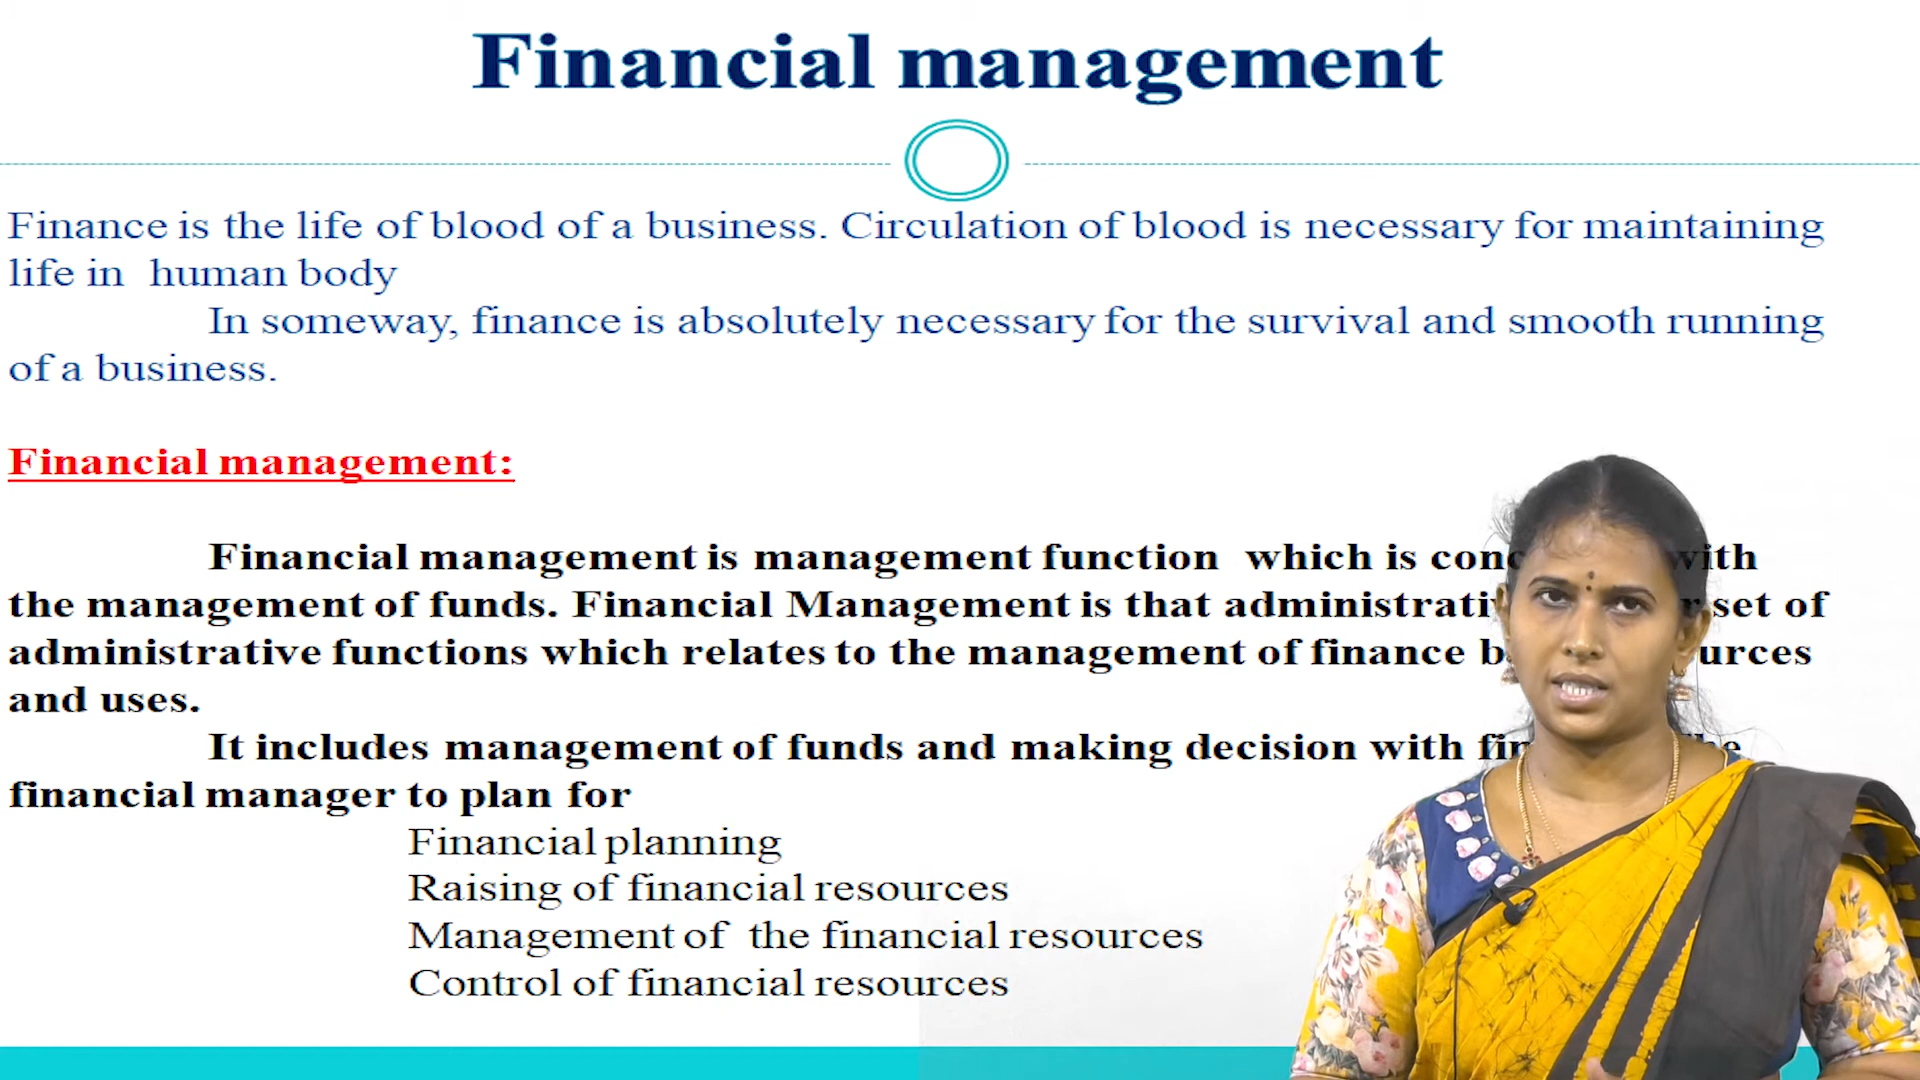 Financial management
Finance is the life of blood of a business. Circulation of blood is necessary for maintaining
life in human body
In someway, finance is absolutely necessary for the survival and smooth running
of a business.
Financial management:
Financial management is management function which is with
the management of funds. Financial Management is that set of
administrative functions which relates to the management of finance
and uses.
It includes management of funds and making decision with
financial manager to plan for
Financial planning
Raising of financial resources
Management of the financial resources
Control of financial resources